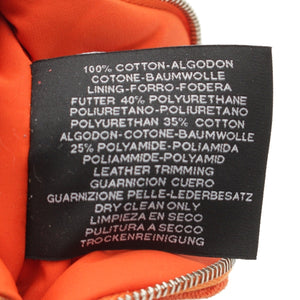 100% COTTON-ALGODON
COTONE-BAUMWOLLE
LINING-FORRO-FODERA
FUTTER 40% POLYURETHANE
POLIURETANO-POLIURETANO
POLYURETHAN 35% COTTON
ALGODON-COTONE-BAUMWOLLE
25% POLYAMIDE-POLIAMIDA
POLIAMMIDE-POLYAMID
LEATHER TRIMMING
GUARNICION CUERO
GUARNIZIONE PELLE-LEDERBESATZ
DRY CLEAN ONLY
LIMPIEZA EN SECO
PULITURA A SECCO
TROCKENREINIGUNG